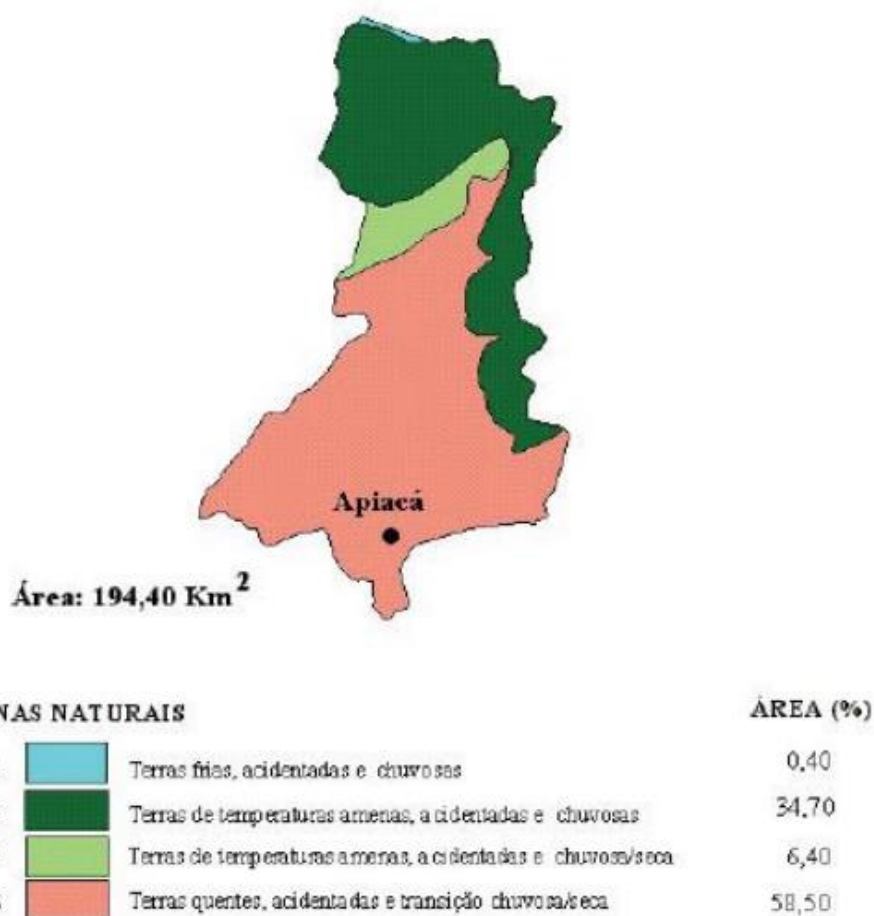 Apiacá
Área: 194,40 Km²
NAS NATURAIS ÁREA (%)
Terras frias, acidentadas e chuvosas 0,40
Terras de temperaturas amenas, acidentadas e chuvosas 34,70
Terras de temperaturas amenas, acidentadas e chuvosa/seca 6,40
Terras quentes, acidentadas e transição chuvosa/seca 58,50